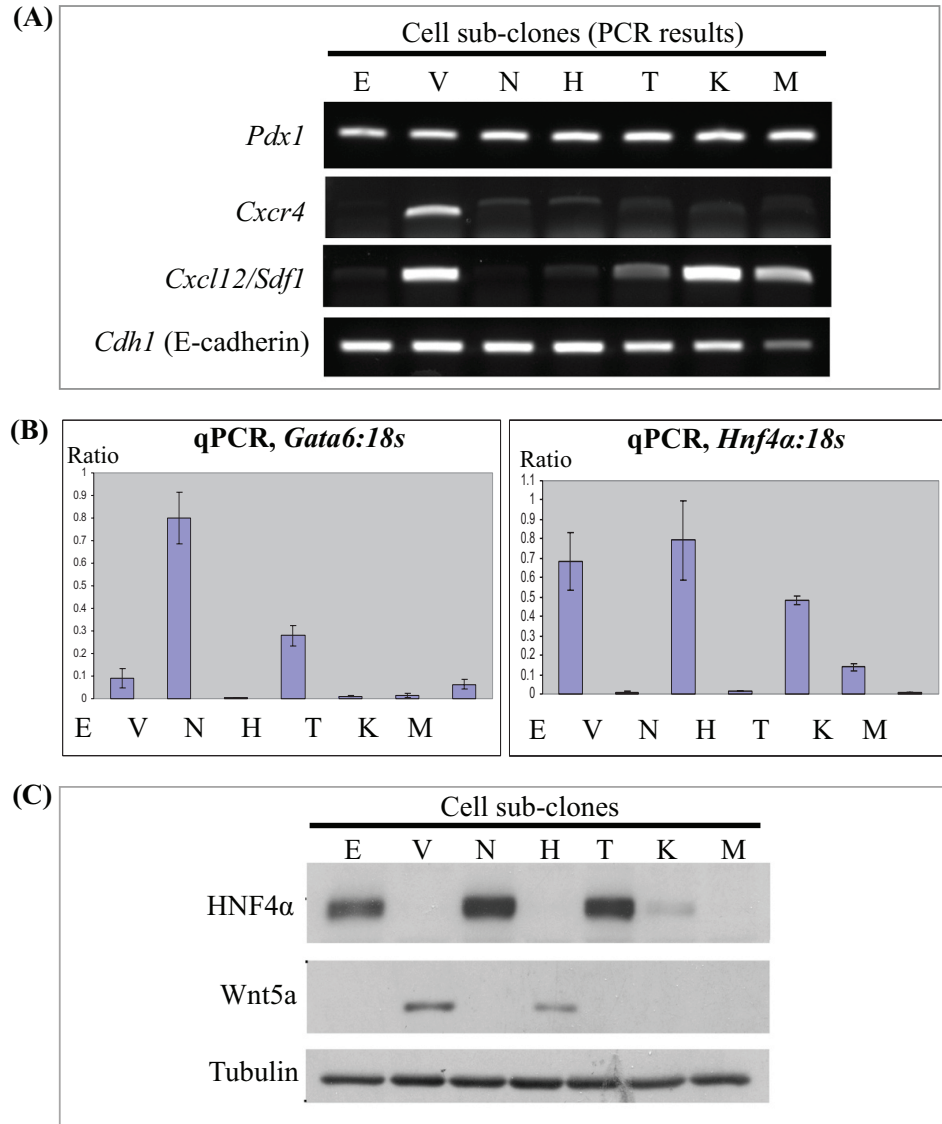 (A)
Cell sub-clones (PCR results)
E V N H T K M
Pdx1
Cxcr4
Cxcl12/Sdf1
Cdh1 (E-cadherin)
(B)
qPCR, Gata6:18s
Ratio
1
0.9
0.8
0.7
0.6
0.5
0.4
0.3
0.2
0.1
0
E V N H T K M
qPCR, Hnf4α:18s
Ratio
1.1
1
0.9
0.8
0.7
0.6
0.5
0.4
0.3
0.2
0.1
0
E V N H T K M
(C)
Cell sub-clones
E V N H T K M
HNF4α
Wnt5a
Tubulin